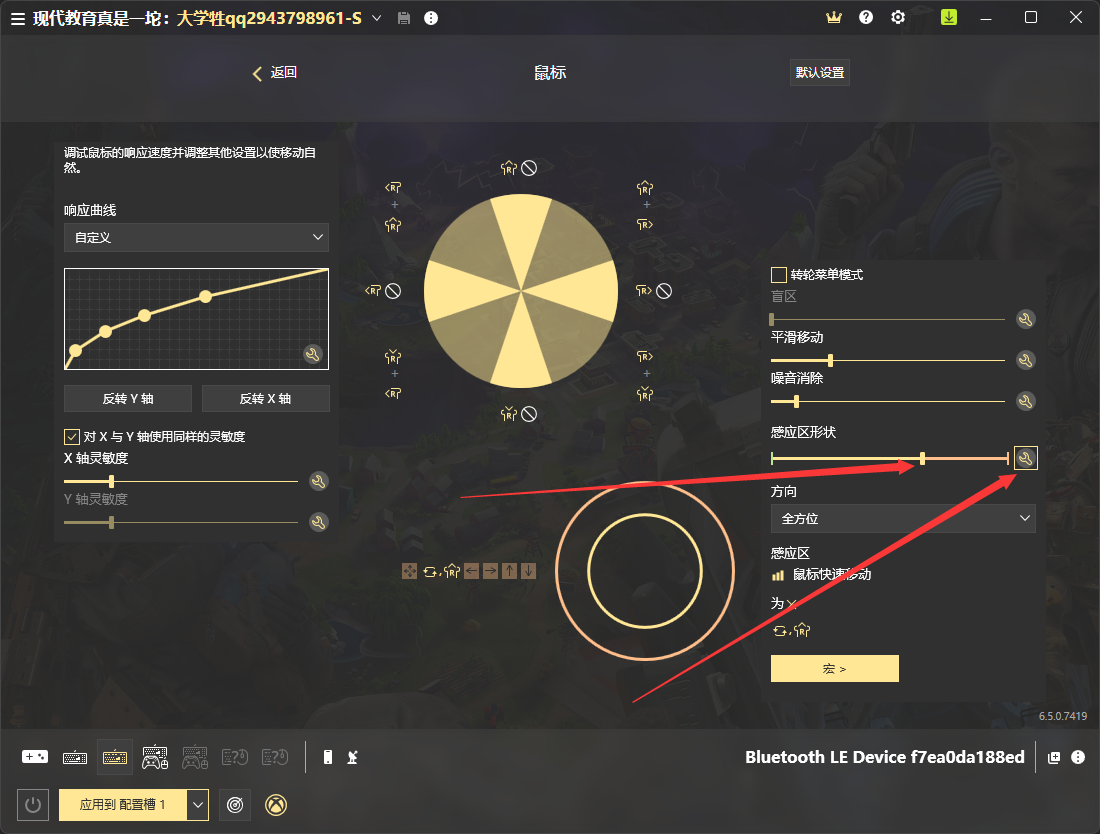 现代教育真是一坨：大学牲qq2943798961-S
返回
鼠标
默认设置
调试鼠标的响应速度并调整其他设置以使移动自
然。
响应曲线
自定义
反转 Y 轴
反转 X 轴
对 X 与 Y 轴使用同样的灵敏度
X 轴灵敏度
Y 轴灵敏度
转轮菜单模式
盲区
平滑移动
噪音消除
感应区形状
方向
全方位
感应区
鼠标快速移动
为
宏 >
6.5.0.7419
Bluetooth LE Device f7ea0da188ed
应用到 配置槽 1